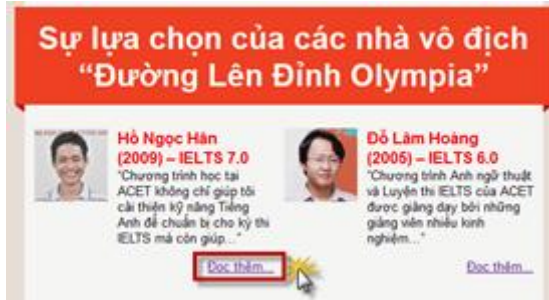 Sự lựa chọn của các nhà vô địch
“Đường Lên Đỉnh Olympia”
Hồ Ngọc Hân
(2009) – IELTS 7.0
"Chương trình học tại
ACET không chỉ giúp tôi
cải thiện kỹ năng Tiếng
Anh để chuẩn bị cho kỳ thi
IELTS mà còn giúp..."
Đọc thêm...
Đỗ Lâm Hoàng
(2005) – IELTS 6.0
"Chương trình Anh ngữ thuật
và Luyện thi IELTS của ACET
được giảng dạy bởi những
giảng viên nhiều kinh
nghiệm..."
Đọc thêm...